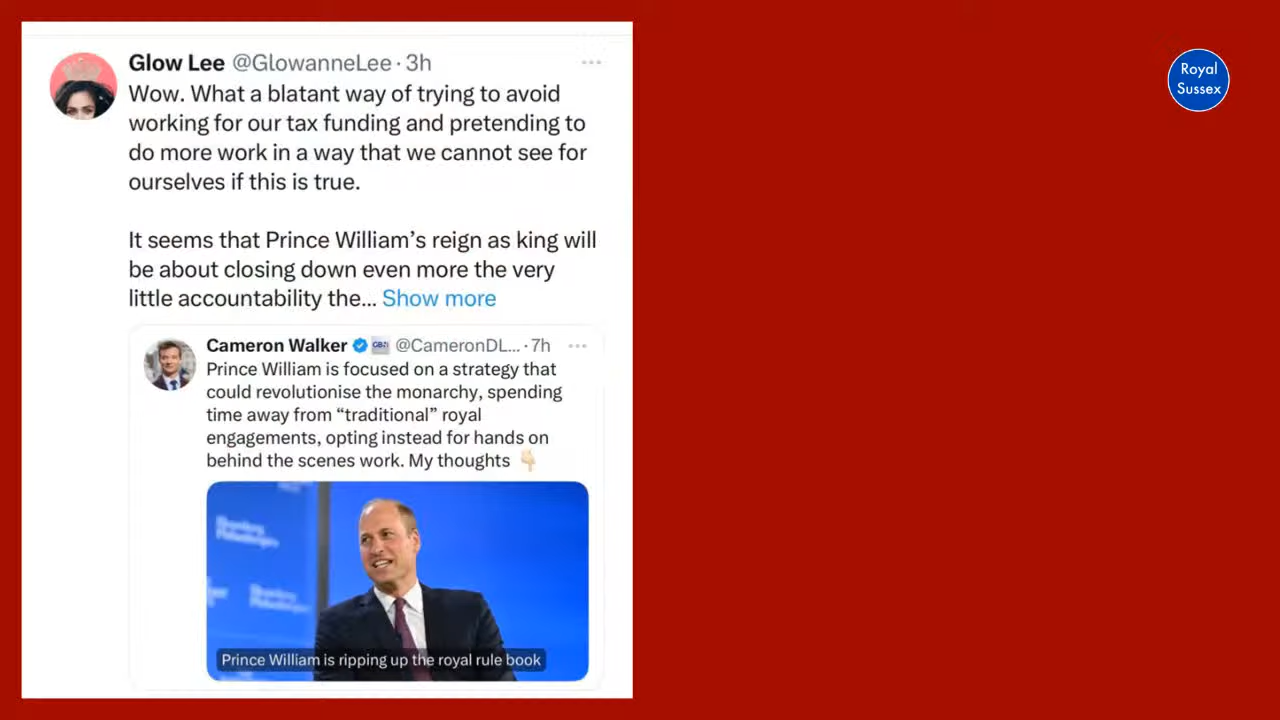 Glow Lee @GlowanneLee · 3h
Wow. What a blatant way of trying to avoid
working for our tax funding and pretending to
do more work in a way that we cannot see for
ourselves if this is true.
It seems that Prince William’s reign as king will
be about closing down even more the very
little accountability the... Show more
Cameron Walker GBN @CameronDL... · 7h
Prince William is focused on a strategy that
could revolutionise the monarchy, spending
time away from “traditional” royal
engagements, opting instead for hands on
behind the scenes work. My thoughts 👇🏻
Bloomberg
Philanthropies
Prince William is ripping up the royal rule book
Royal
Sussex